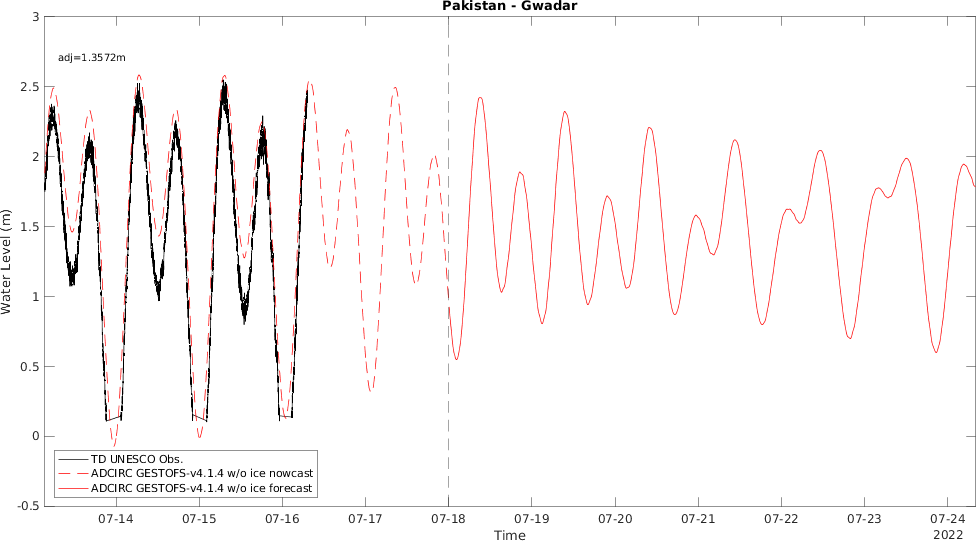 Pakistan - Gwadar
adj=1.3572m
3
2.5
2
1.5
1
0.5
0
-0.5
Water Level (m)
TD UNESCO Obs.
ADCIRC GESTOFS-v4.1.4 w/o ice nowcast
ADCIRC GESTOFS-v4.1.4 w/o ice forecast
07-14 07-15 07-16 07-17 07-18 07-19 07-20 07-21 07-22 07-23 07-24
Time
2022